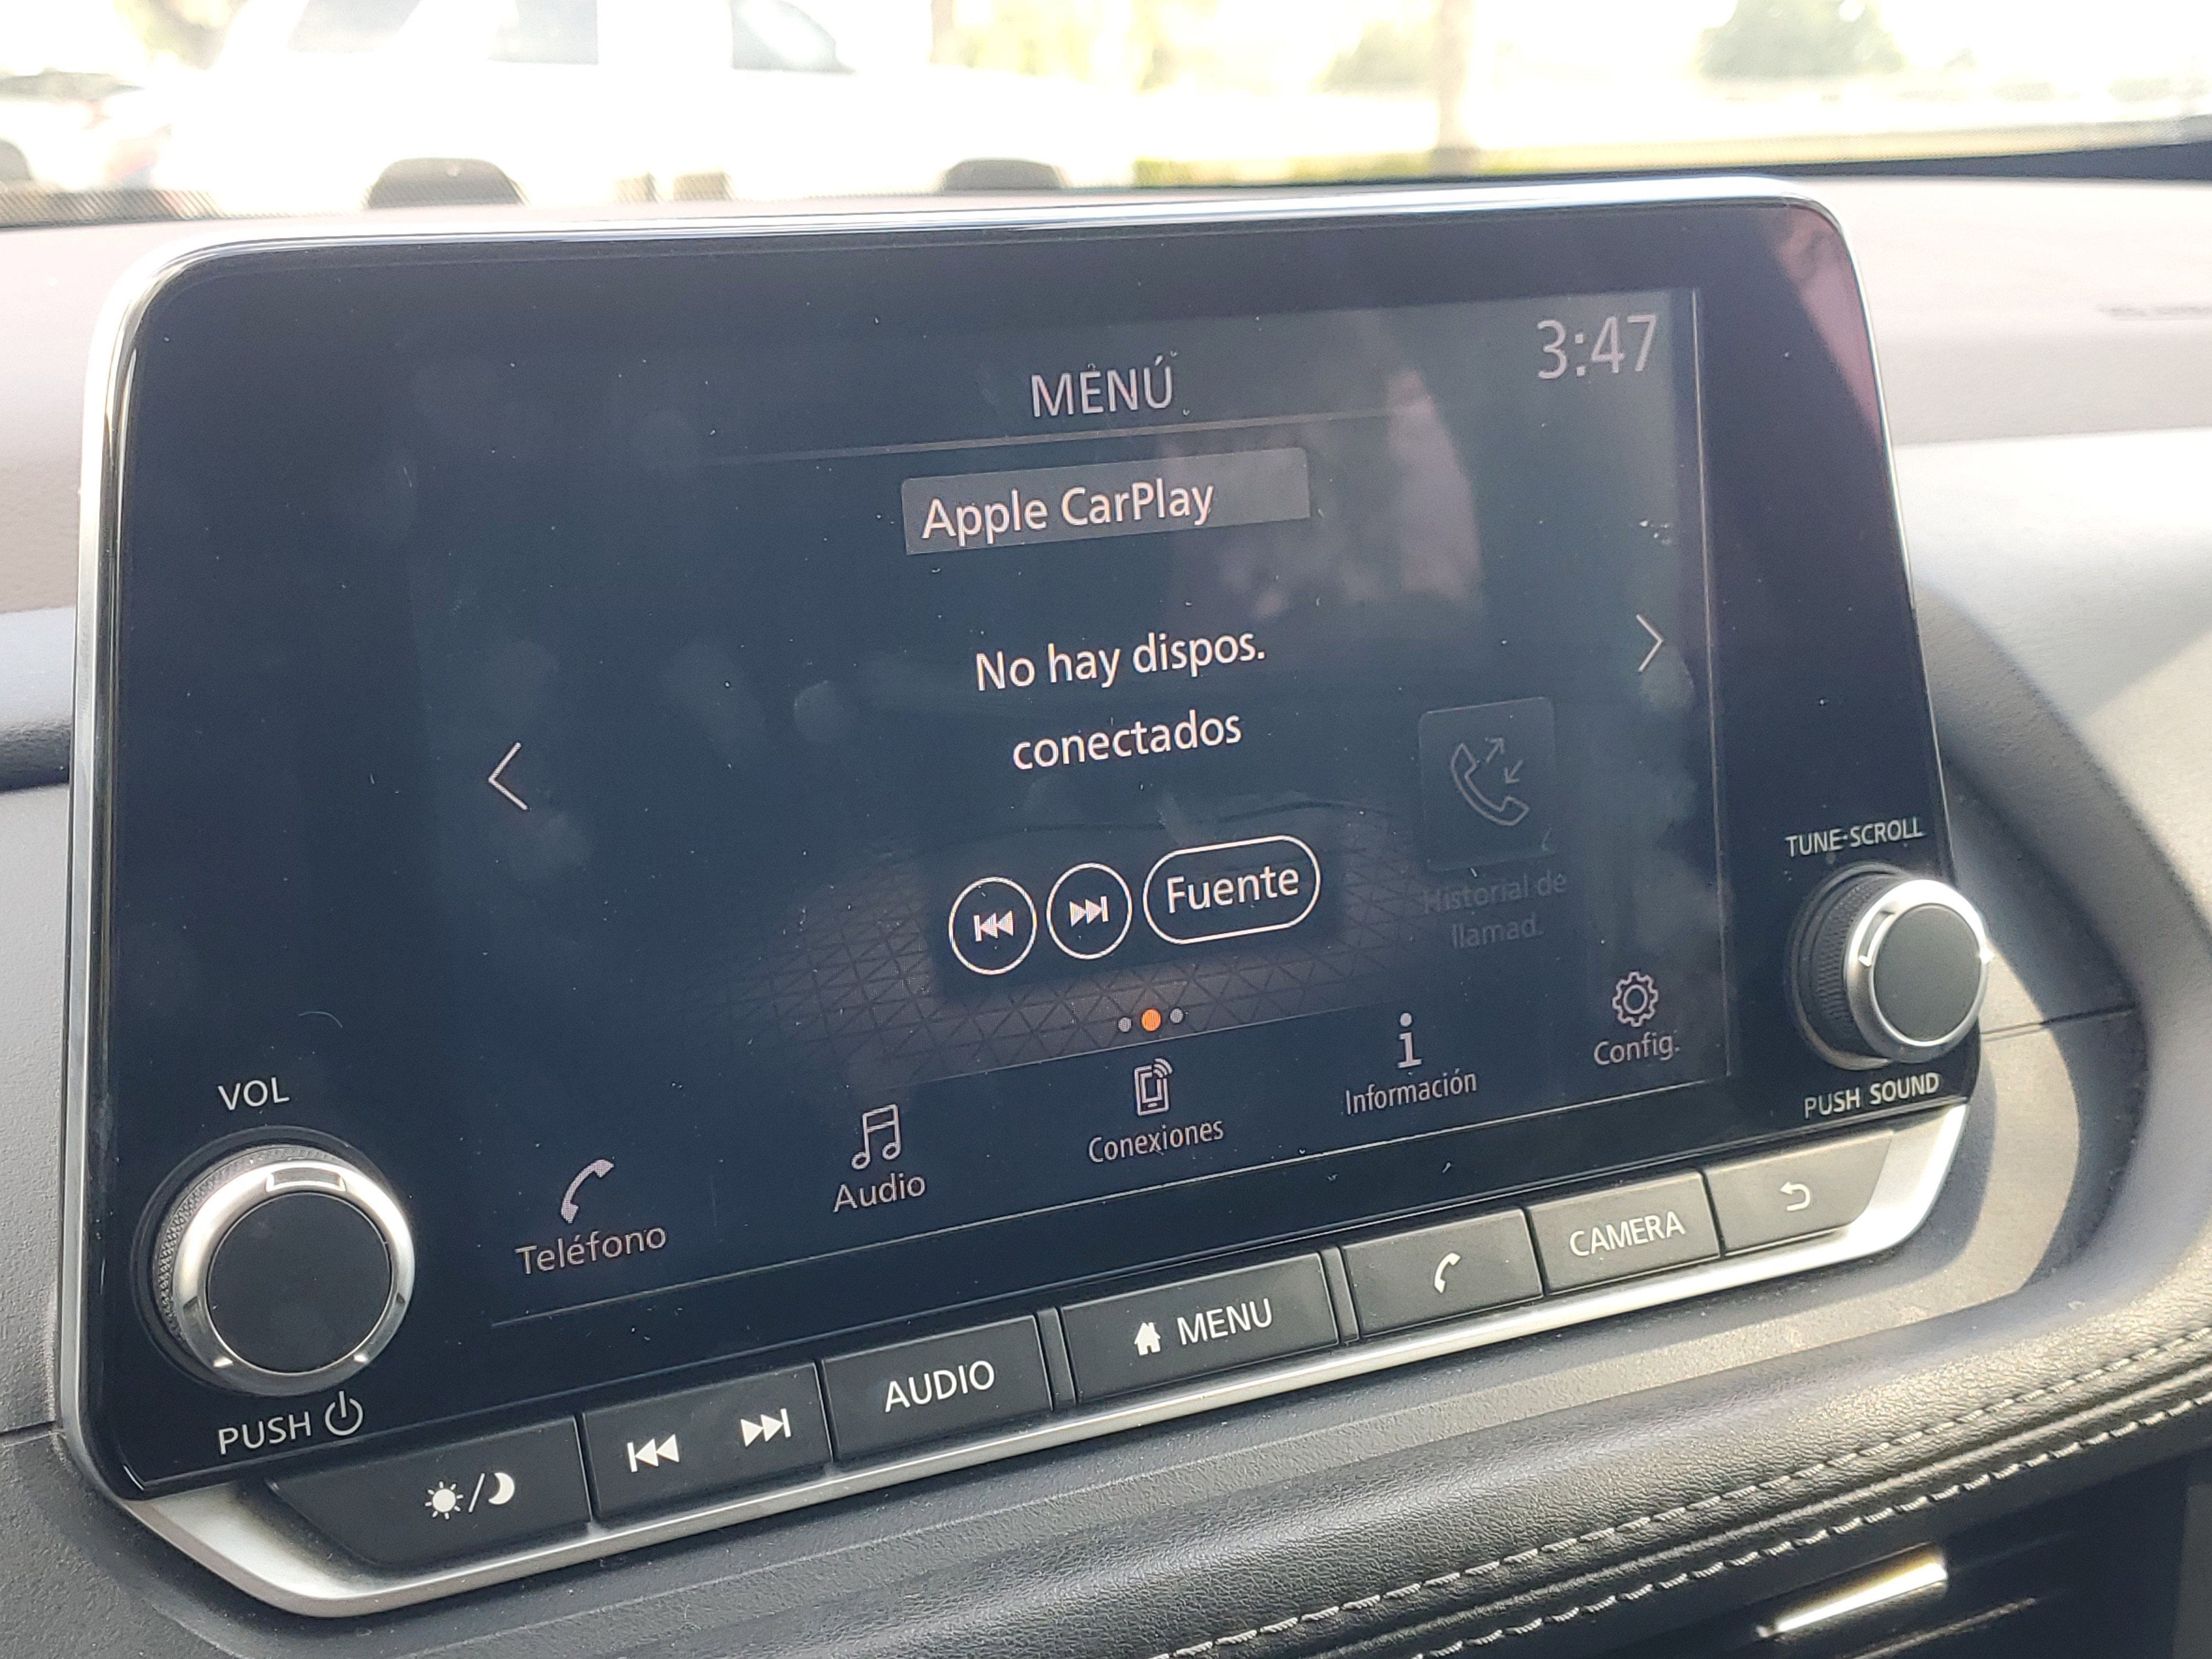 3:47
MENÚ
Apple CarPlay
No hay dispos.
conectados
Fuente
Historial de
llamad.
Teléfono
Audio
Conexiones
Información
Config.
VOL
PUSH
TUNE·SCROLL
PUSH SOUND
AUDIO
MENU
CAMERA